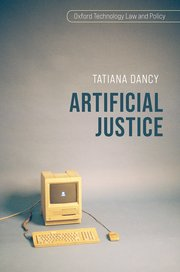 Oxford Technology Law and Policy
TATIANA DANCY
ARTIFICIAL
JUSTICE